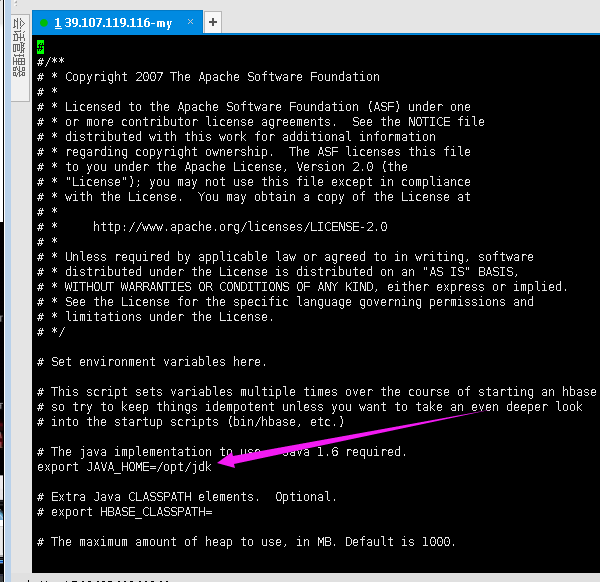 会话管理器
1 39.107.119.116-my × +
#
#/**
# * Copyright 2007 The Apache Software Foundation
# *
# * Licensed to the Apache Software Foundation (ASF) under one
# * or more contributor license agreements.  See the NOTICE file
# * distributed with this work for additional information
# * regarding copyright ownership.  The ASF licenses this file
# * to you under the Apache License, Version 2.0 (the
# * "License"); you may not use this file except in compliance
# * with the License.  You may obtain a copy of the License at
# *
# *     http://www.apache.org/licenses/LICENSE-2.0
# *
# * Unless required by applicable law or agreed to in writing, software
# * distributed under the License is distributed on an "AS IS" BASIS,
# * WITHOUT WARRANTIES OR CONDITIONS OF ANY KIND, either express or implied.
# * See the License for the specific language governing permissions and
# * limitations under the License.
# */
# Set environment variables here.
# This script sets variables multiple times over the course of starting an hbase
# so try to keep things idempotent unless you want to take an even deeper look
# into the startup scripts (bin/hbase, etc.)
# The java implementation to use.  Java 1.6 required.
export JAVA_HOME=/opt/jdk
# Extra Java CLASSPATH elements.  Optional.
# export HBASE_CLASSPATH=
# The maximum amount of heap to use, in MB. Default is 1000.